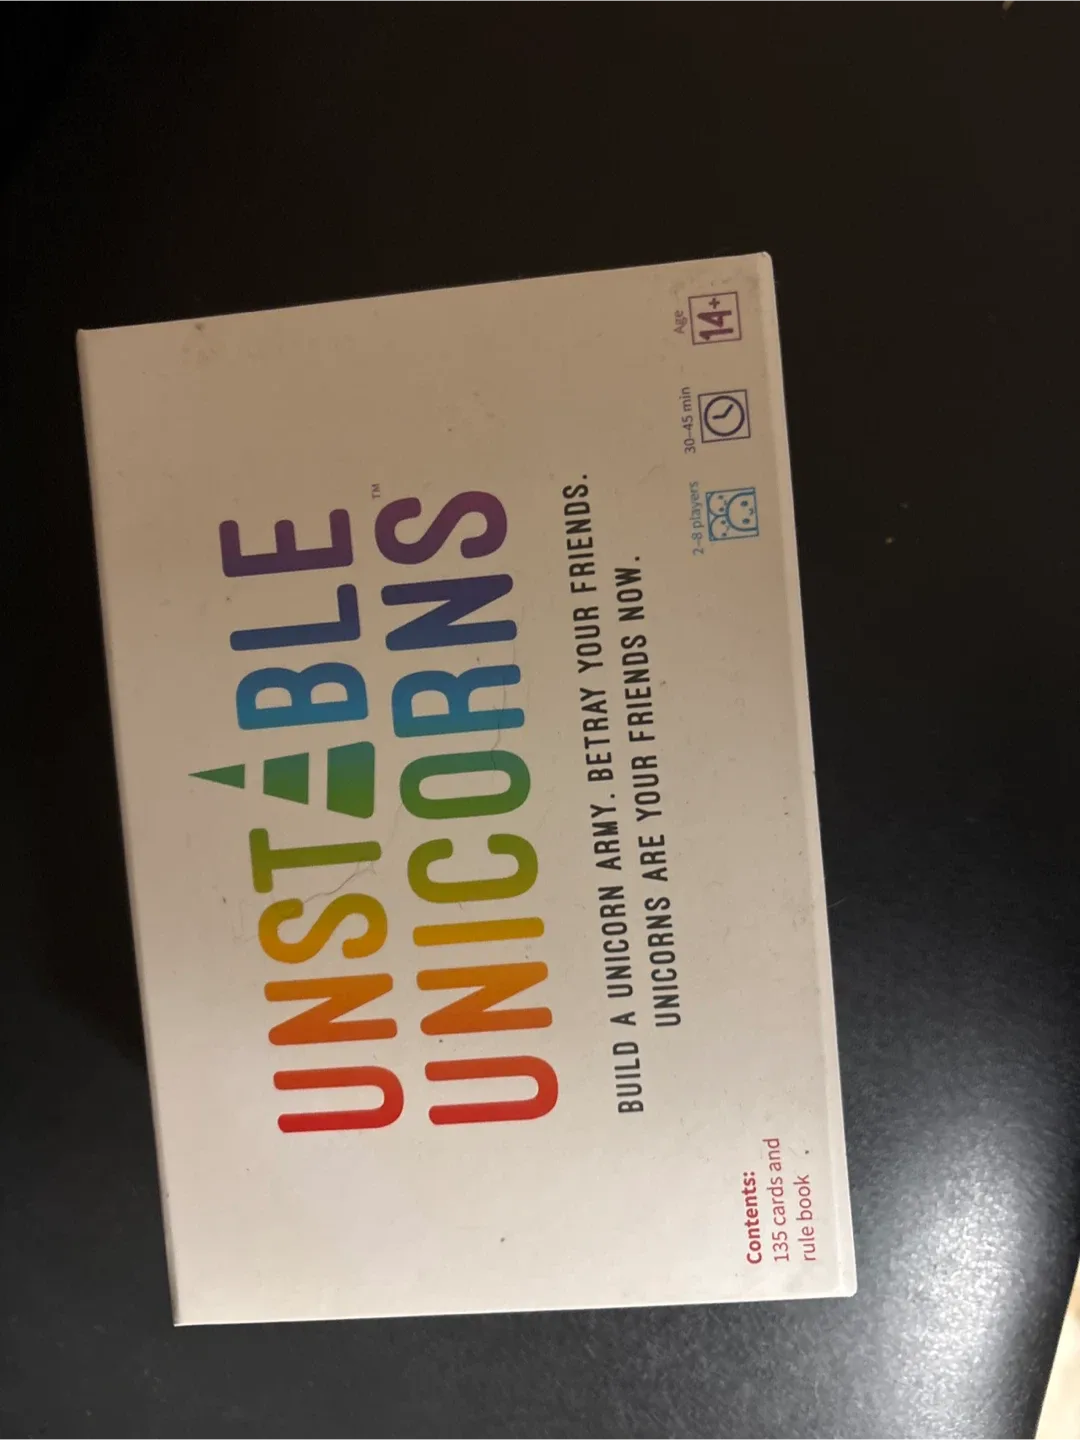 UNSTABLE
UNICORNS™
BUILD A UNICORN ARMY. BETRAY YOUR FRIENDS.
UNICORNS ARE YOUR FRIENDS NOW.
Contents:
135 cards and
rule book
2–8 players
30–45 min
Age
14+